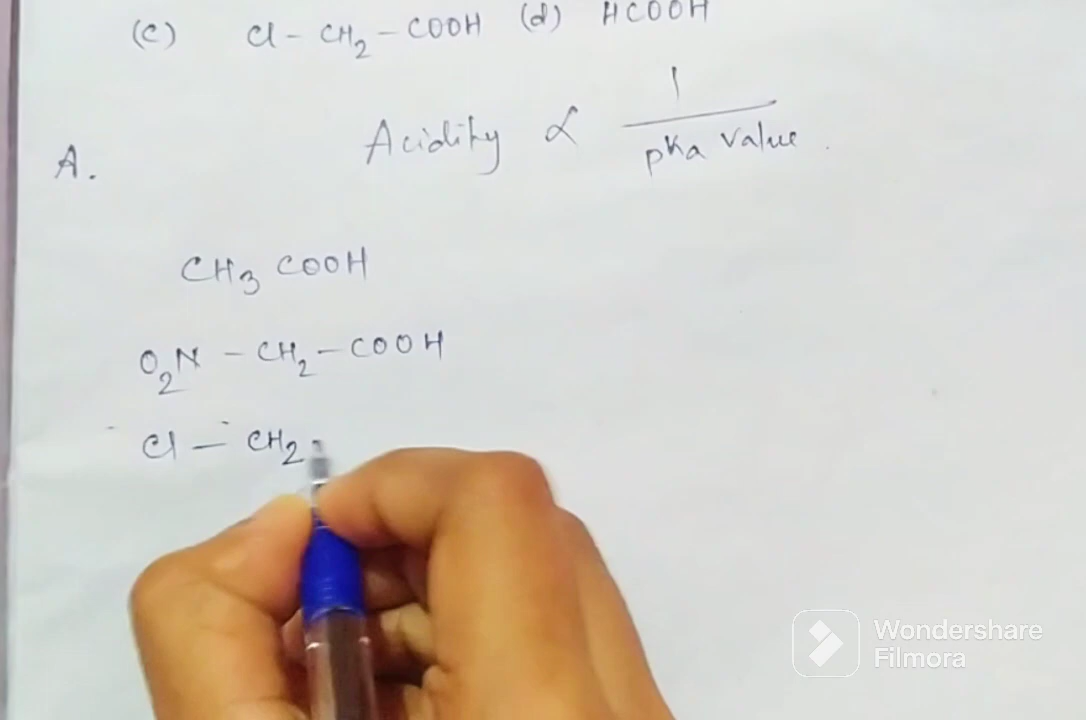 (C) Cl - CH2 - COOH (d) HCOOH
A. Acidity ∝ 1 / pKa value.
CH3 COOH
O2N - CH2 - COOH
Cl - CH2
Wondershare
Filmora